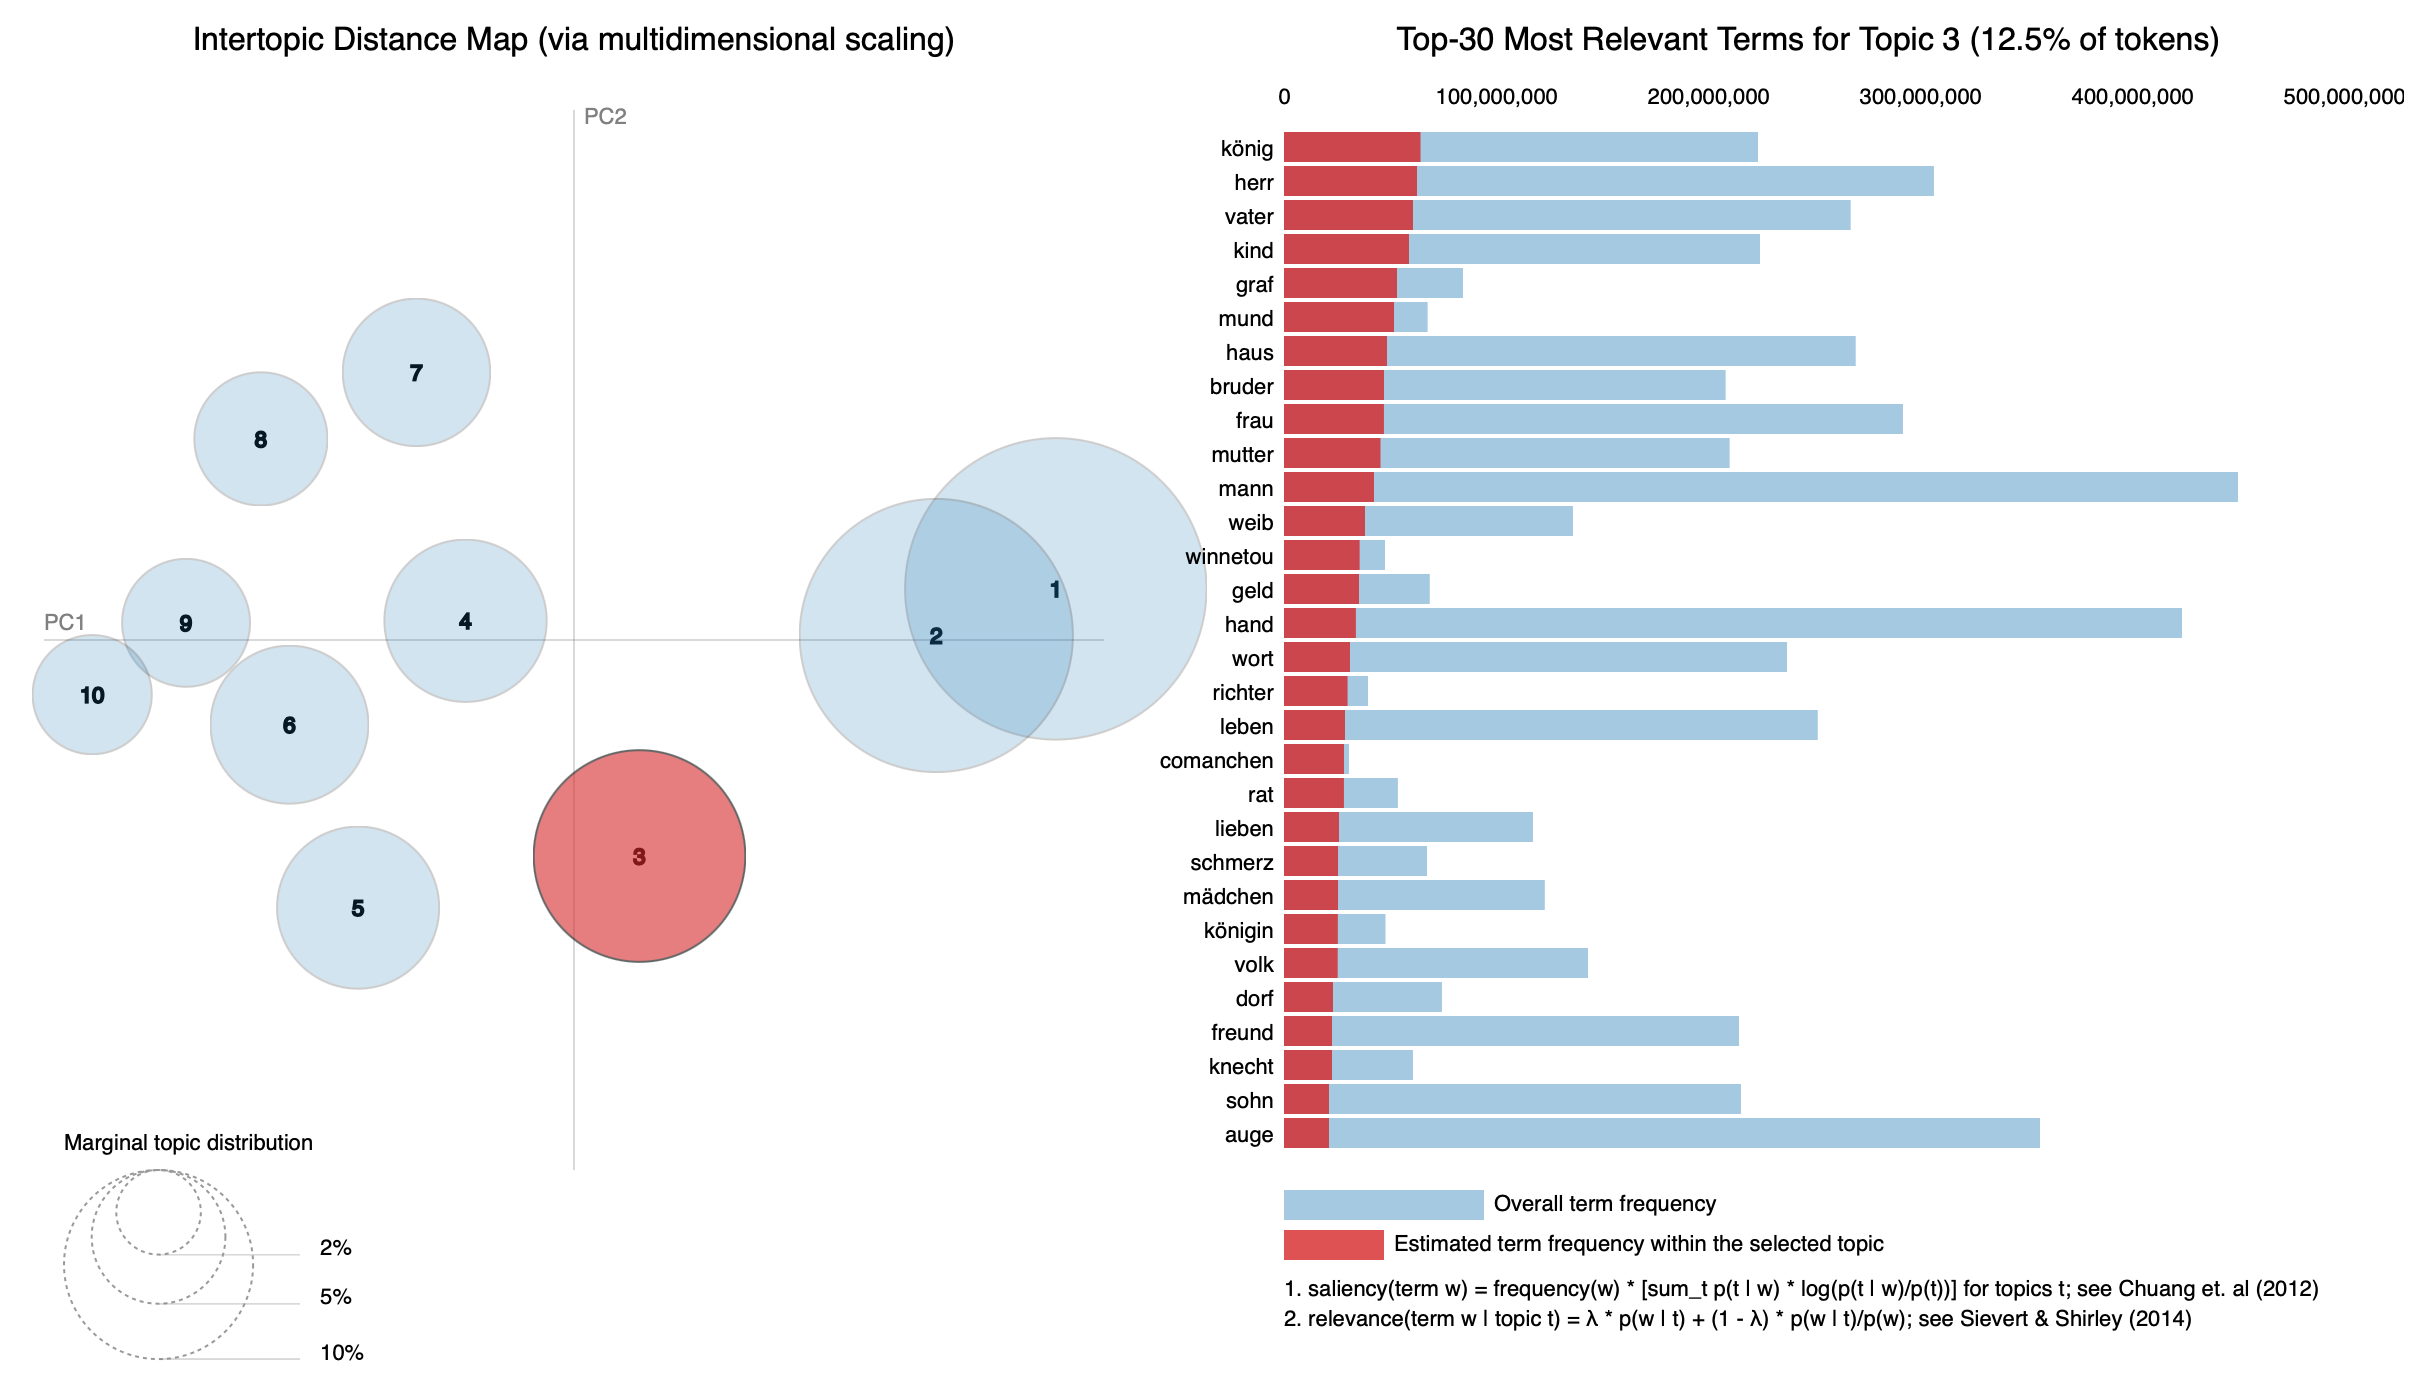 Intertopic Distance Map (via multidimensional scaling)
PC2
PC1
7
8
1
9
4
2
10
6
3
5
Marginal topic distribution
2%
5%
10%
Top-30 Most Relevant Terms for Topic 3 (12.5% of tokens)
0 100,000,000 200,000,000 300,000,000 400,000,000 500,000,000
könig
herr
vater
kind
graf
mund
haus
bruder
frau
mutter
mann
weib
winnetou
geld
hand
wort
richter
leben
comanchen
rat
lieben
schmerz
mädchen
königin
volk
dorf
freund
knecht
sohn
auge
Overall term frequency
Estimated term frequency within the selected topic
1. saliency(term w) = frequency(w) * [sum_t p(t | w) * log(p(t | w)/p(t))] for topics t; see Chuang et. al (2012)
2. relevance(term w | topic t) = λ * p(w | t) + (1 - λ) * p(w | t)/p(w); see Sievert & Shirley (2014)